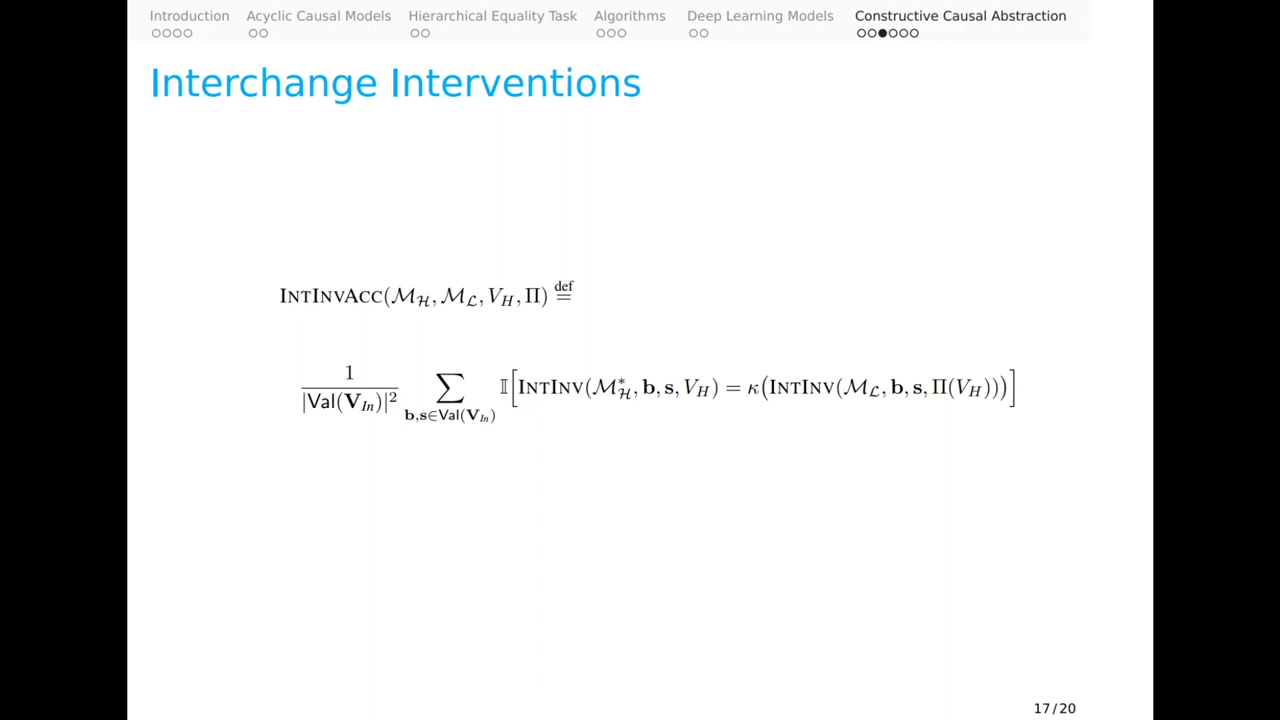 Introduction Acyclic Causal Models Hierarchical Equality Task Algorithms Deep Learning Models Constructive Causal Abstraction
Interchange Interventions
INTINVACC(ℳ_ℋ, ℳ_ℒ, V_H, Π) ≝
1/|Val(V_In)|² ∑_{b,s∈Val(V_In)} 𝕀[INTINV(ℳ*_ℋ, b, s, V_H) = κ(INTINV(ℳ_ℒ, b, s, Π(V_H)))]
17/20